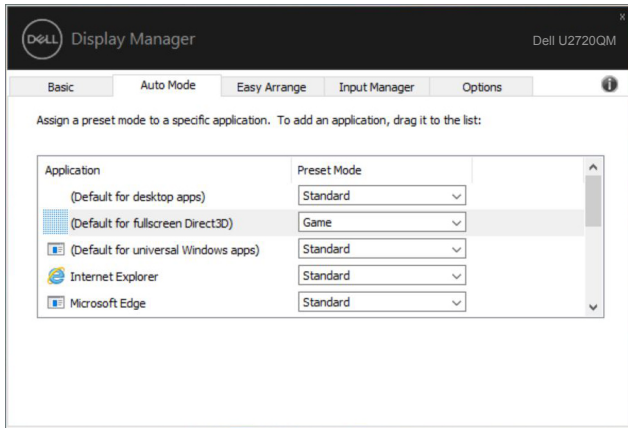 x
DELL Display Manager
Dell U2720QM
Basic Auto Mode Easy Arrange Input Manager Options
Assign a preset mode to a specific application. To add an application, drag it to the list:
Application Preset Mode
(Default for desktop apps) Standard
(Default for fullscreen Direct3D) Game
(Default for universal Windows apps) Standard
Internet Explorer Standard
Microsoft Edge Standard